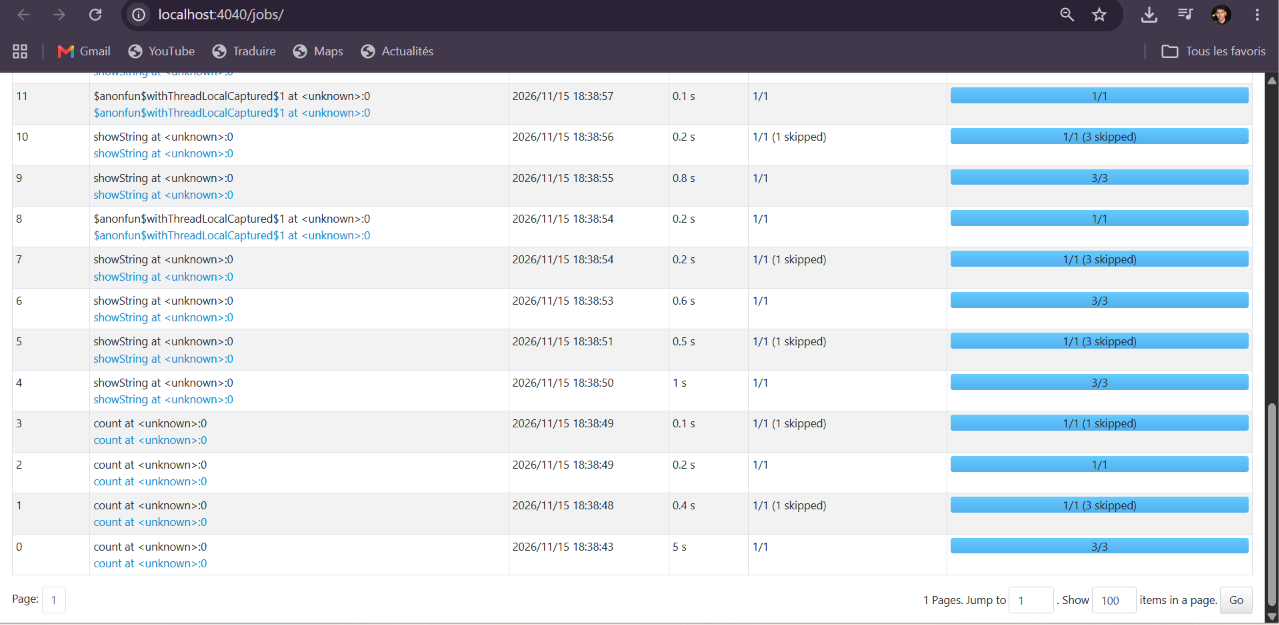 localhost:4040/jobs/
Gmail YouTube Traduire Maps Actualités Tous les favoris
showString at <unknown>:0
11 $anonfun$withThreadLocalCaptured$1 at <unknown>:0 2026/11/15 18:38:57 0.1 s 1/1 1/1
$anonfun$withThreadLocalCaptured$1 at <unknown>:0
10 showString at <unknown>:0 2026/11/15 18:38:56 0.2 s 1/1 (1 skipped) 1/1 (3 skipped)
showString at <unknown>:0
9 showString at <unknown>:0 2026/11/15 18:38:55 0.8 s 1/1 3/3
showString at <unknown>:0
8 $anonfun$withThreadLocalCaptured$1 at <unknown>:0 2026/11/15 18:38:54 0.2 s 1/1 1/1
$anonfun$withThreadLocalCaptured$1 at <unknown>:0
7 showString at <unknown>:0 2026/11/15 18:38:54 0.2 s 1/1 (1 skipped) 1/1 (3 skipped)
showString at <unknown>:0
6 showString at <unknown>:0 2026/11/15 18:38:53 0.6 s 1/1 3/3
showString at <unknown>:0
5 showString at <unknown>:0 2026/11/15 18:38:51 0.5 s 1/1 (1 skipped) 1/1 (3 skipped)
showString at <unknown>:0
4 showString at <unknown>:0 2026/11/15 18:38:50 1 s 1/1 3/3
showString at <unknown>:0
3 count at <unknown>:0 2026/11/15 18:38:49 0.1 s 1/1 (1 skipped) 1/1 (1 skipped)
count at <unknown>:0
2 count at <unknown>:0 2026/11/15 18:38:49 0.2 s 1/1 1/1
count at <unknown>:0
1 count at <unknown>:0 2026/11/15 18:38:48 0.4 s 1/1 (1 skipped) 1/1 (3 skipped)
count at <unknown>:0
0 count at <unknown>:0 2026/11/15 18:38:43 5 s 1/1 3/3
count at <unknown>:0
Page: 1 1 Pages. Jump to 1 . Show 100 items in a page. Go